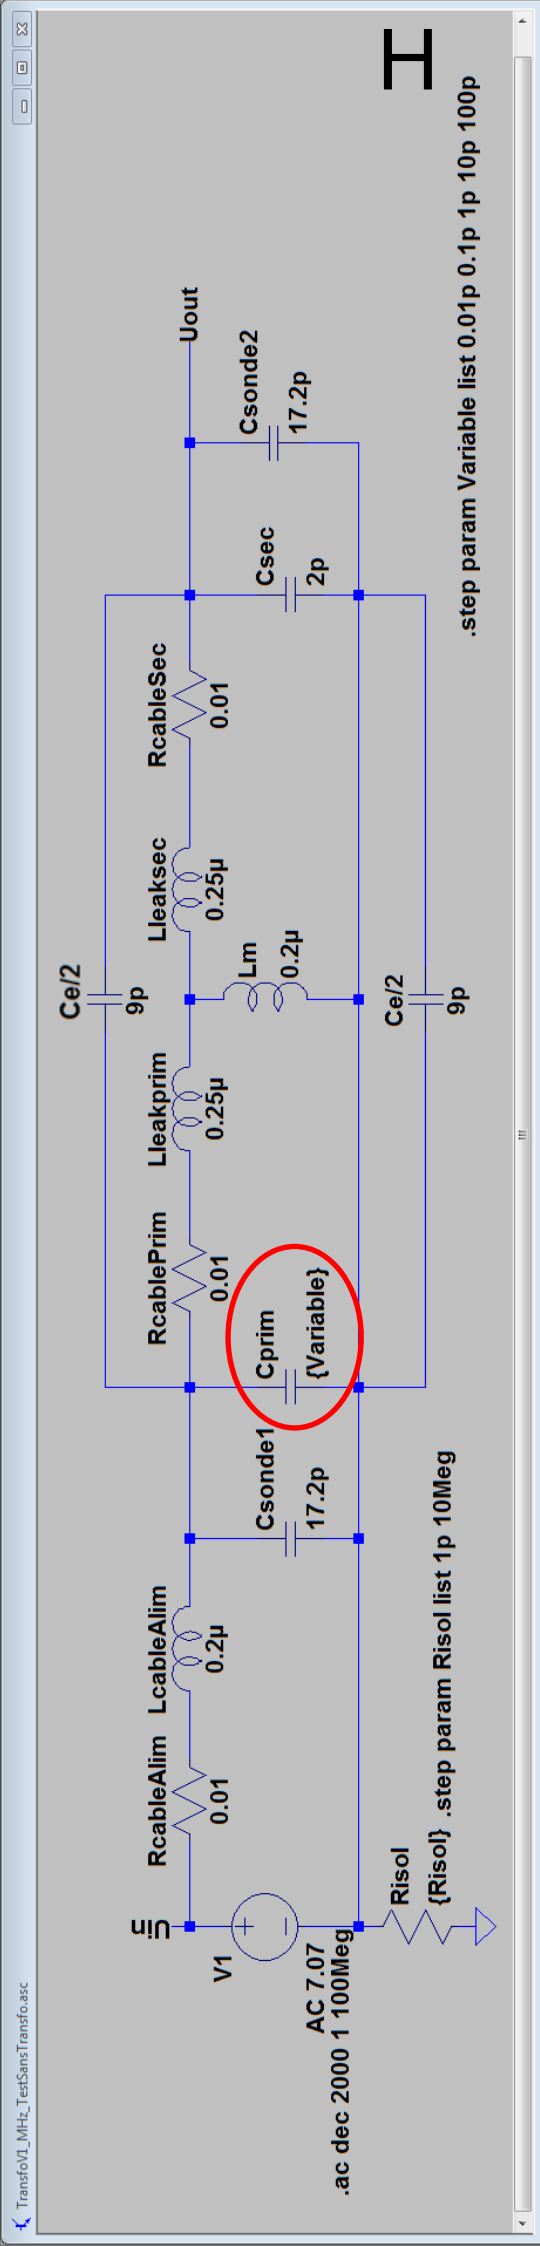 TransfoV1_MHz_TestSansTransfo.asc
H
Ce/2
9p
Uin
RcableAlim
0.01
LcableAlim
0.2µ
RcablePrim
0.01
Lleakprim
0.25µ
Lleaksec
0.25µ
RcableSec
0.01
Uout
V1
AC 7.07
Csonde1
17.2p
Cprim
{Variable}
Lm
0.2µ
Csec
2p
Csonde2
17.2p
.ac dec 2000 1 100Meg
Risol
{Risol}
.step param Risol list 1p 10Meg
Ce/2
9p
.step param Variable list 0.01p 0.1p 1p 10p 100p